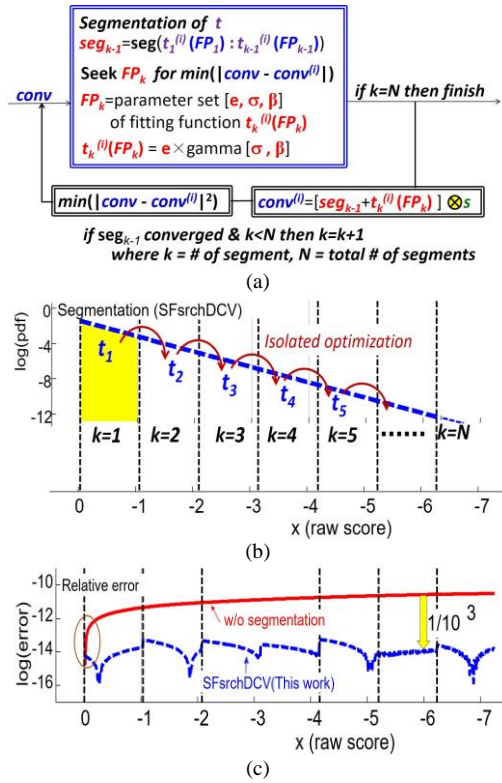 Segmentation of t
seg_{k-1}=seg(t_1^{(i)}(FP_1) : t_{k-1}^{(i)}(FP_{k-1}))
Seek FP_k for min(|conv - conv^{(i)}|)
FP_k=parameter set [e, σ, β]
of fitting function t_k^{(i)}(FP_k)
t_k^{(i)}(FP_k) = e×gamma [σ, β]
conv
if k=N then finish
min(|conv - conv^{(i)}|²)
conv^{(i)}=[seg_{k-1}+t_k^{(i)}(FP_k) ] ⊗s
if seg_{k-1} converged & k<N then k=k+1
where k = # of segment, N = total # of segments
(a)
Segmentation (SFsrchDCV)
Isolated optimization
log(pdf)
0
-4
-8
-12
t_1
t_2
t_3
t_4
t_5
k=1
k=2
k=3
k=4
k=5
k=N
0 -1 -2 -3 -4 -5 -6 -7
x (raw score)
(b)
log(error)
-10
-12
-14
-16
Relative error
w/o segmentation
1/10 ³
SFsrchDCV(This work)
0 -1 -2 -3 -4 -5 -6 -7
x (raw score)
(c)